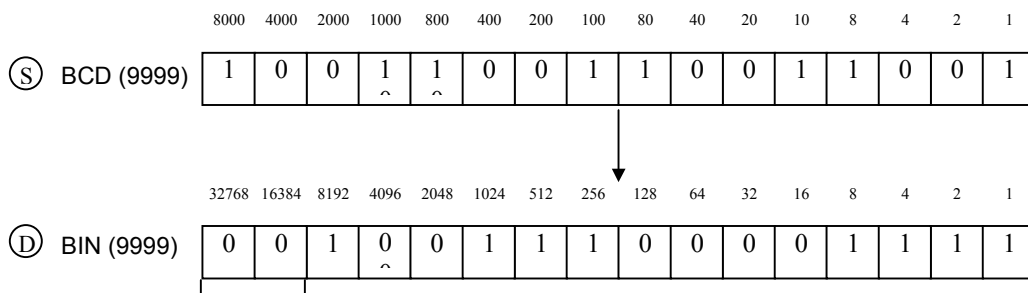 8000 4000 2000 1000 800 400 200 100 80 40 20 10 8 4 2 1
S BCD (9999) 1 0 0 1 1 0 0 1 1 0 0 1 1 0 0 1
32768 16384 8192 4096 2048 1024 512 256 128 64 32 16 8 4 2 1
D BIN (9999) 0 0 1 0 0 1 1 1 0 0 0 0 1 1 1 1